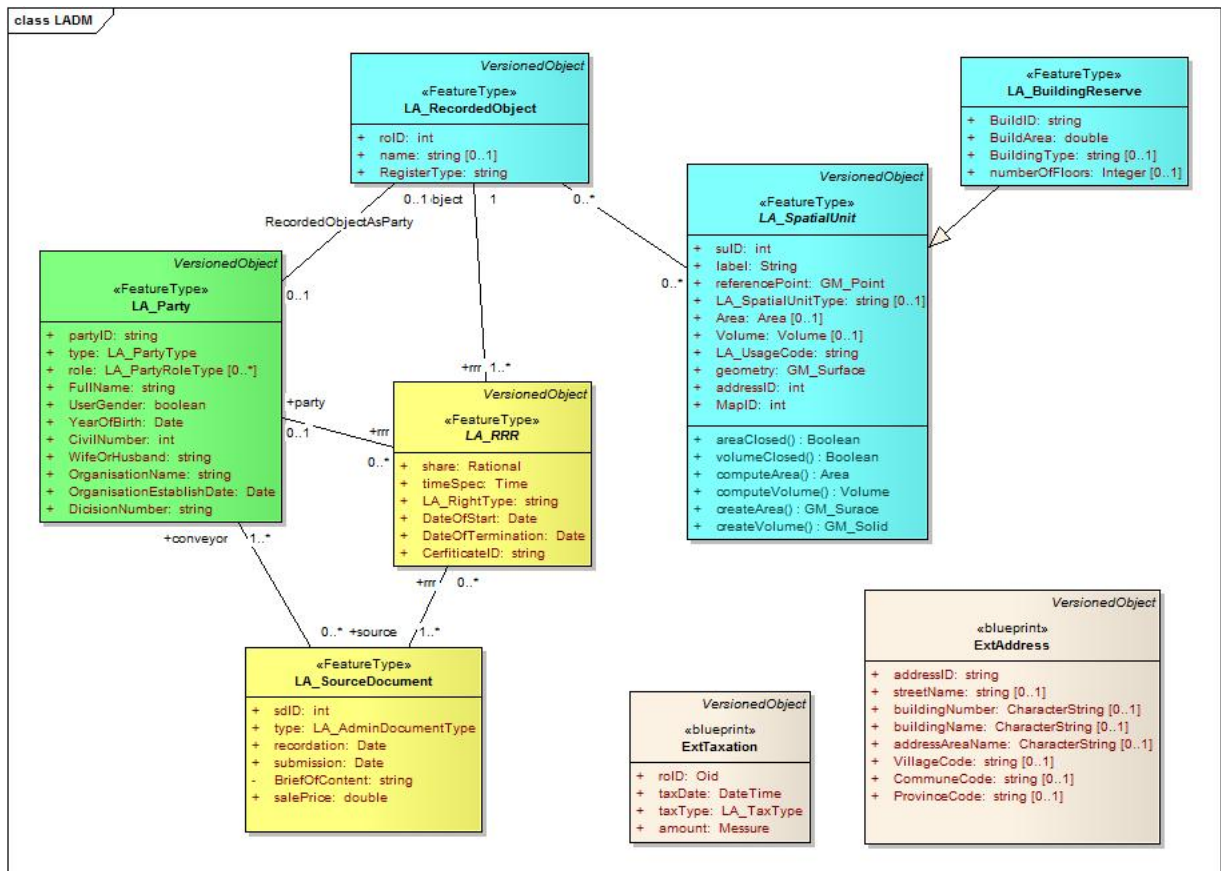 class LADM
VersionedObject
«FeatureType»
LA_RecordedObject
+ roID: int
+ name: string [0..1]
+ RegisterType: string
0..1 bject 1
0..*
RecordedObjectAsParty
0..1
VersionedObject
«FeatureType»
LA_Party
+ partyID: string
+ type: LA_PartyType
+ role: LA_PartyRoleType [0..*]
+ FullName: string
+ UserGender: boolean
+ YearOfBirth: Date
+ CivilNumber: int
+ WifeOrHusband: string
+ OrganisationName: string
+ OrganisationEstablishDate: Date
+ DicisionNumber: string
+party
0..1
+rrr
0..*
+rrr 1..*
VersionedObject
«FeatureType»
LA_RRR
+ share: Rational
+ timeSpec: Time
+ LA_RightType: string
+ DateOfStart: Date
+ DateOfTermination: Date
+ CerfiticateID: string
+conveyor 1..*
+rrr 0..*
0..* +source 1..*
«FeatureType»
LA_SourceDocument
+ sdID: int
+ type: LA_AdminDocumentType
+ recordation: Date
+ submission: Date
- BriefOfContent: string
+ salePrice: double
VersionedObject
«FeatureType»
LA_SpatialUnit
0..*
+ suID: int
+ label: String
+ referencePoint: GM_Point
+ LA_SpatialUnitType: string [0..1]
+ Area: Area [0..1]
+ Volume: Volume [0..1]
+ LA_UsageCode: string
+ geometry: GM_Surface
+ addressID: int
+ MapID: int
+ areaClosed() : Boolean
+ volumeClosed() : Boolean
+ computeArea() : Area
+ computeVolume() : Volume
+ createArea() : GM_Surace
+ createVolume() : GM_Solid
«FeatureType»
LA_BuildingReserve
+ BuildID: string
+ BuildArea: double
+ BuildingType: string [0..1]
+ numberOfFloors: Integer [0..1]
VersionedObject
«blueprint»
ExtTaxation
+ roID: Oid
+ taxDate: DateTime
+ taxType: LA_TaxType
+ amount: Messure
VersionedObject
«blueprint»
ExtAddress
+ addressID: string
+ streetName: string [0..1]
+ buildingNumber: CharacterString [0..1]
+ buildingName: CharacterString [0..1]
+ addressAreaName: CharacterString [0..1]
+ VillageCode: string [0..1]
+ CommuneCode: string [0..1]
+ ProvinceCode: string [0..1]